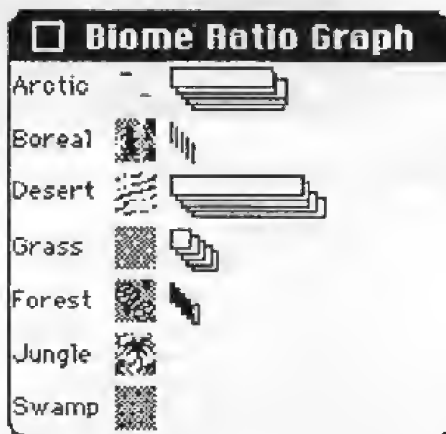 Biome Ratio Graph
Arctic
Boreal
Desert
Grass
Forest
Jungle
Swamp